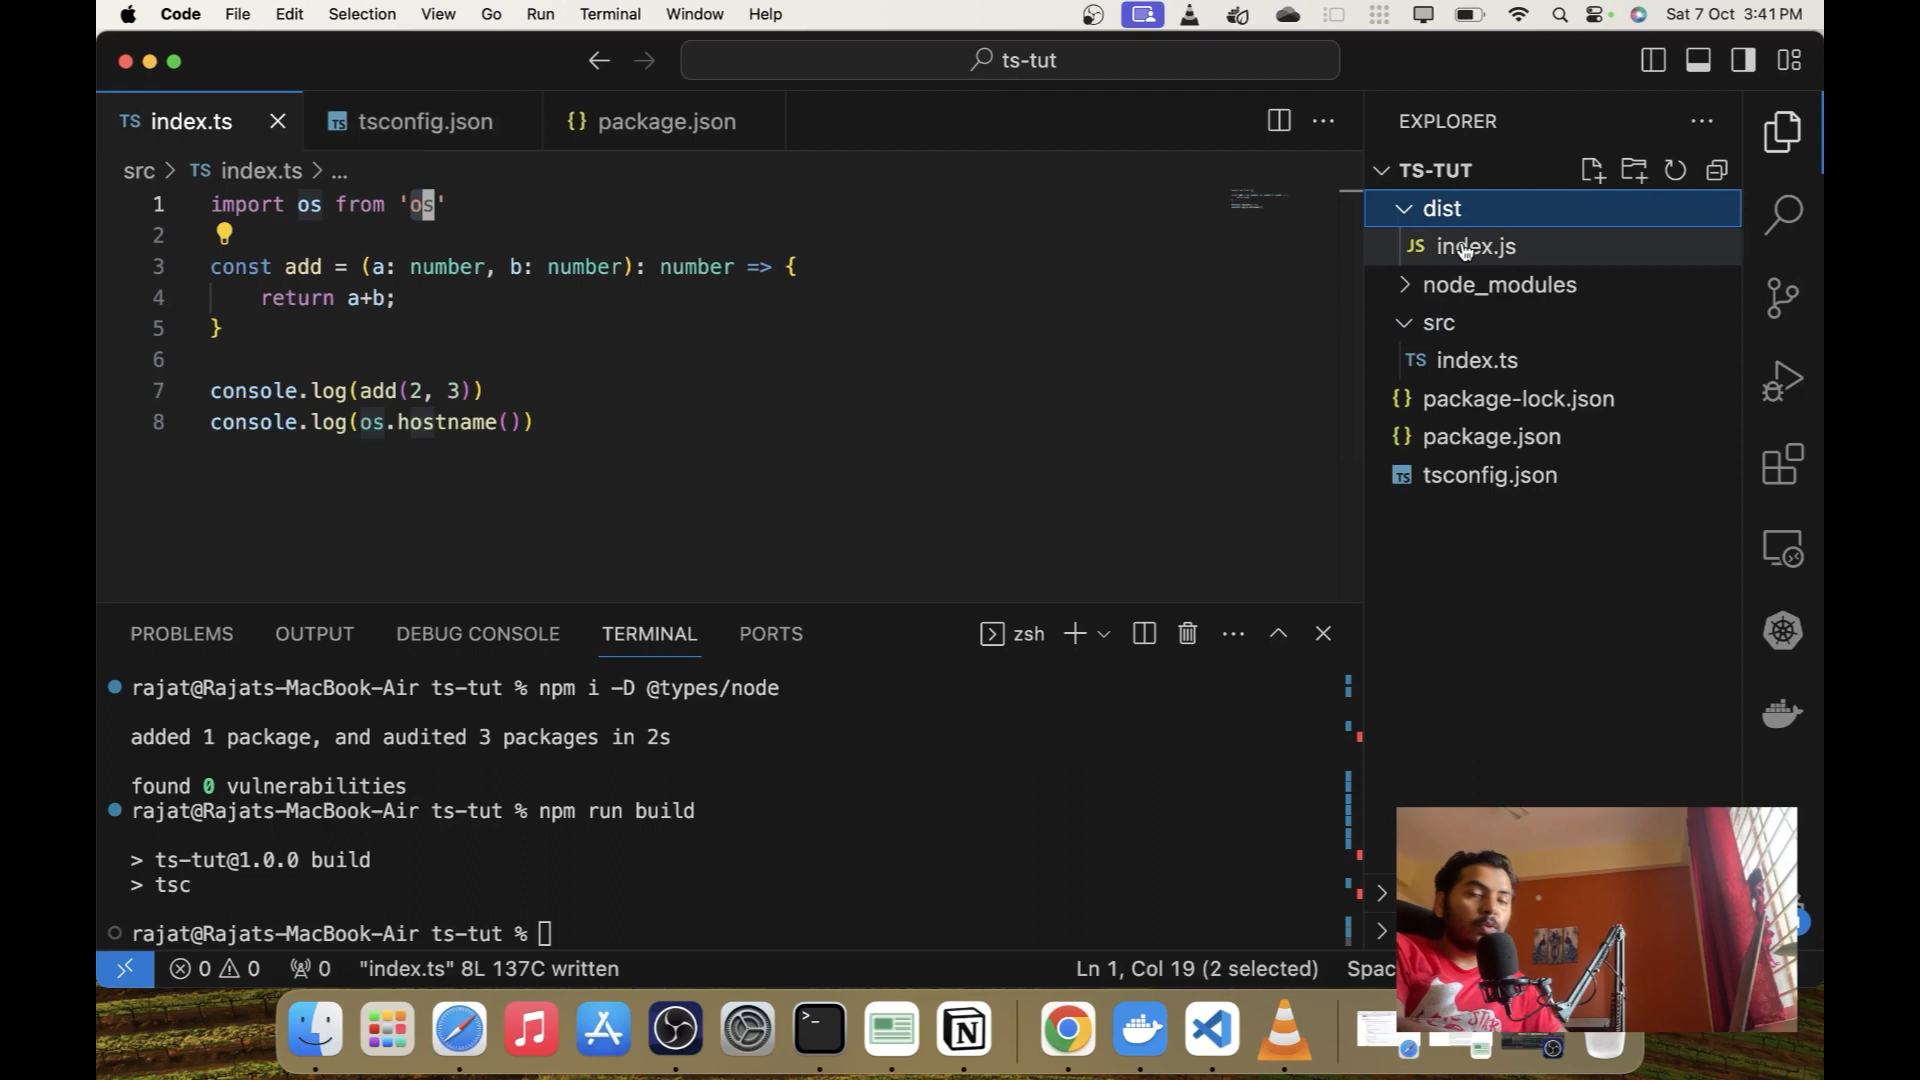 Code File Edit Selection View Go Run Terminal Window Help Sat 7 Oct 3:41 PM
ts-tut
TS index.ts tsconfig.json {} package.json
src > TS index.ts > ...
1 import os from 'os'
2
3 const add = (a: number, b: number): number => {
4 return a+b;
5 }
6
7 console.log(add(2, 3))
8 console.log(os.hostname())
EXPLORER
TS-TUT
dist
JS index.js
node_modules
src
TS index.ts
{} package-lock.json
{} package.json
TS tsconfig.json
PROBLEMS OUTPUT DEBUG CONSOLE TERMINAL PORTS zsh
rajat@Rajats-MacBook-Air ts-tut % npm i -D @types/node
added 1 package, and audited 3 packages in 2s
found 0 vulnerabilities
rajat@Rajats-MacBook-Air ts-tut % npm run build
> ts-tut@1.0.0 build
> tsc
rajat@Rajats-MacBook-Air ts-tut %
0 0 0 "index.ts" 8L 137C written Ln 1, Col 19 (2 selected) Spac